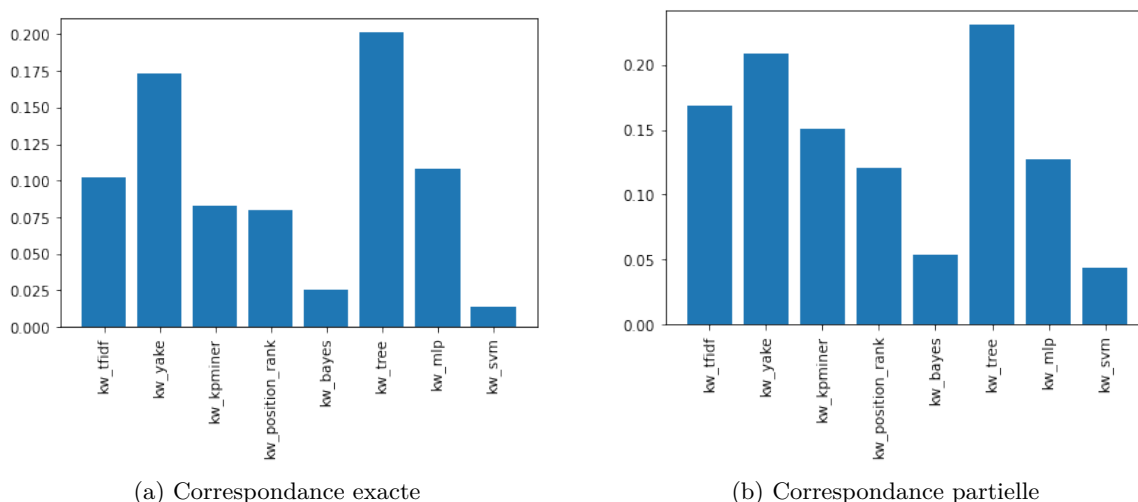 0.200
0.175
0.150
0.125
0.100
0.075
0.050
0.025
0.000
kw_tfidf
kw_yake
kw_kpminer
kw_position_rank
kw_bayes
kw_tree
kw_mlp
kw_svm
(a) Correspondance exacte
0.20
0.15
0.10
0.05
0.00
kw_tfidf
kw_yake
kw_kpminer
kw_position_rank
kw_bayes
kw_tree
kw_mlp
kw_svm
(b) Correspondance partielle